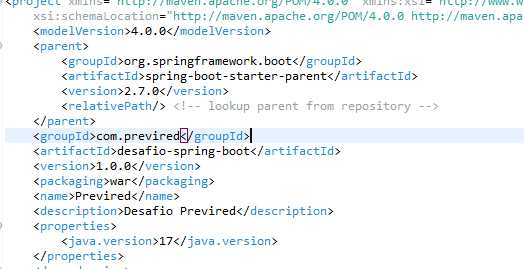 <project xmlns="http://maven.apache.org/POM/4.0.0" xmlns:xsi="http://www.w
xsi:schemaLocation="http://maven.apache.org/POM/4.0.0 http://maven.apac
<modelVersion>4.0.0</modelVersion>
<parent>
<groupId>org.springframework.boot</groupId>
<artifactId>spring-boot-starter-parent</artifactId>
<version>2.7.0</version>
<relativePath/> <!-- lookup parent from repository -->
</parent>
<groupId>com.previred</groupId>
<artifactId>desafio-spring-boot</artifactId>
<version>1.0.0</version>
<packaging>war</packaging>
<name>Previred</name>
<description>Desafio Previred</description>
<properties>
<java.version>17</java.version>
</properties>